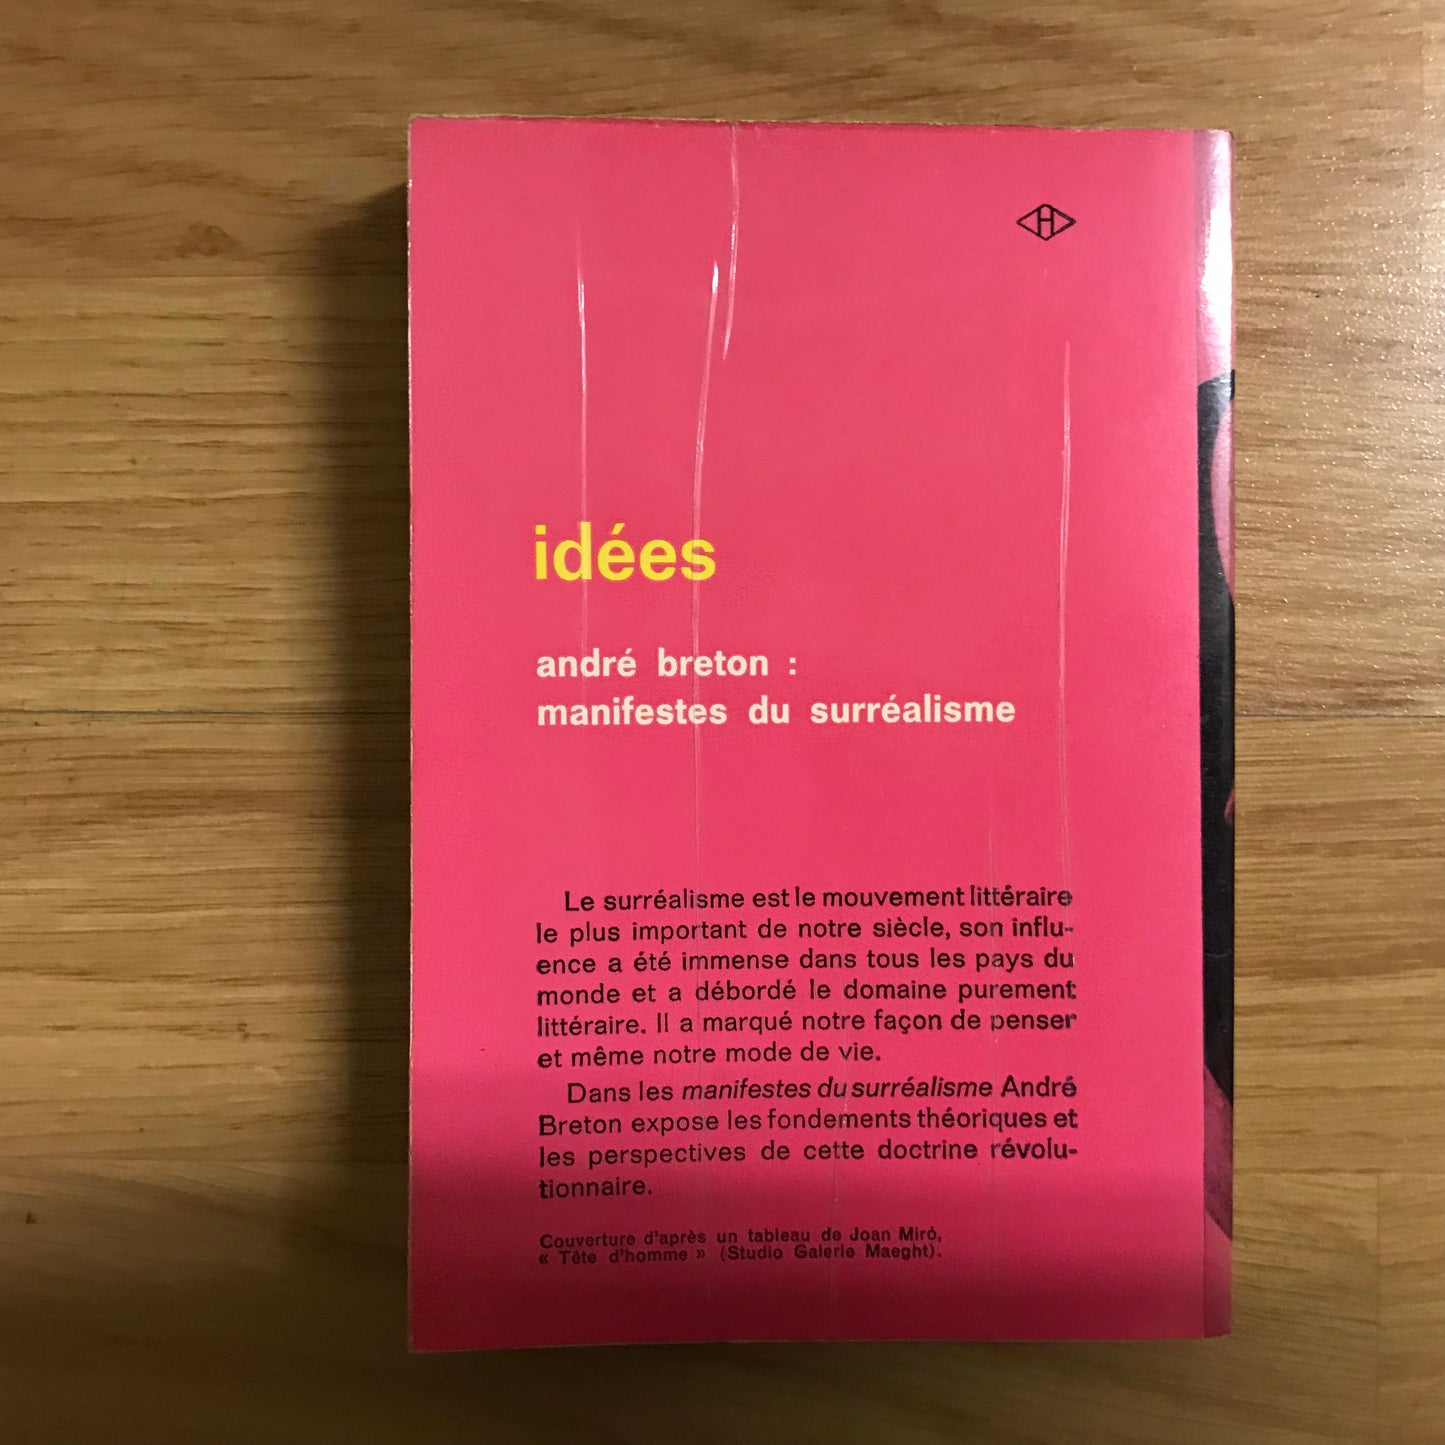 H
idées
andré breton :
manifestes du surréalisme
Le surréalisme est le mouvement littéraire
le plus important de notre siècle, son influ-
ence a été immense dans tous les pays du
monde et a débordé le domaine purement
littéraire. Il a marqué notre façon de penser
et même notre mode de vie.
Dans les manifestes du surréalisme André
Breton expose les fondements théoriques et
les perspectives de cette doctrine révolu-
tionnaire.
Couverture d'après un tableau de Joan Miró,
« Tête d'homme » (Studio Galerie Maeght).